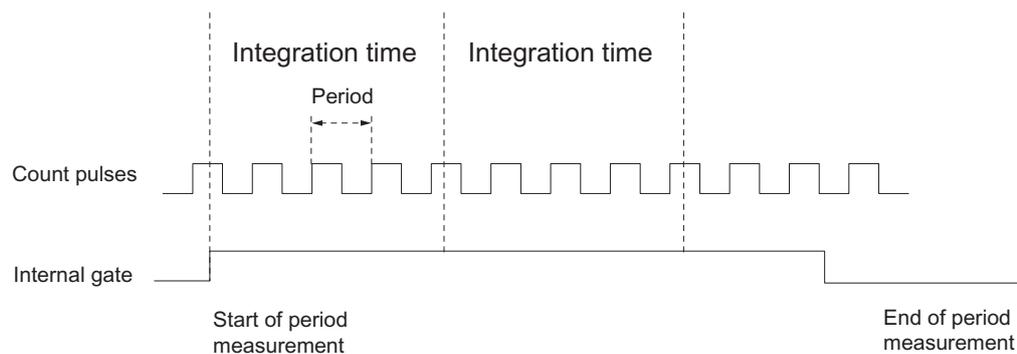 Integration time
Integration time
Period
Count pulses
Internal gate
Start of period
measurement
End of period
measurement